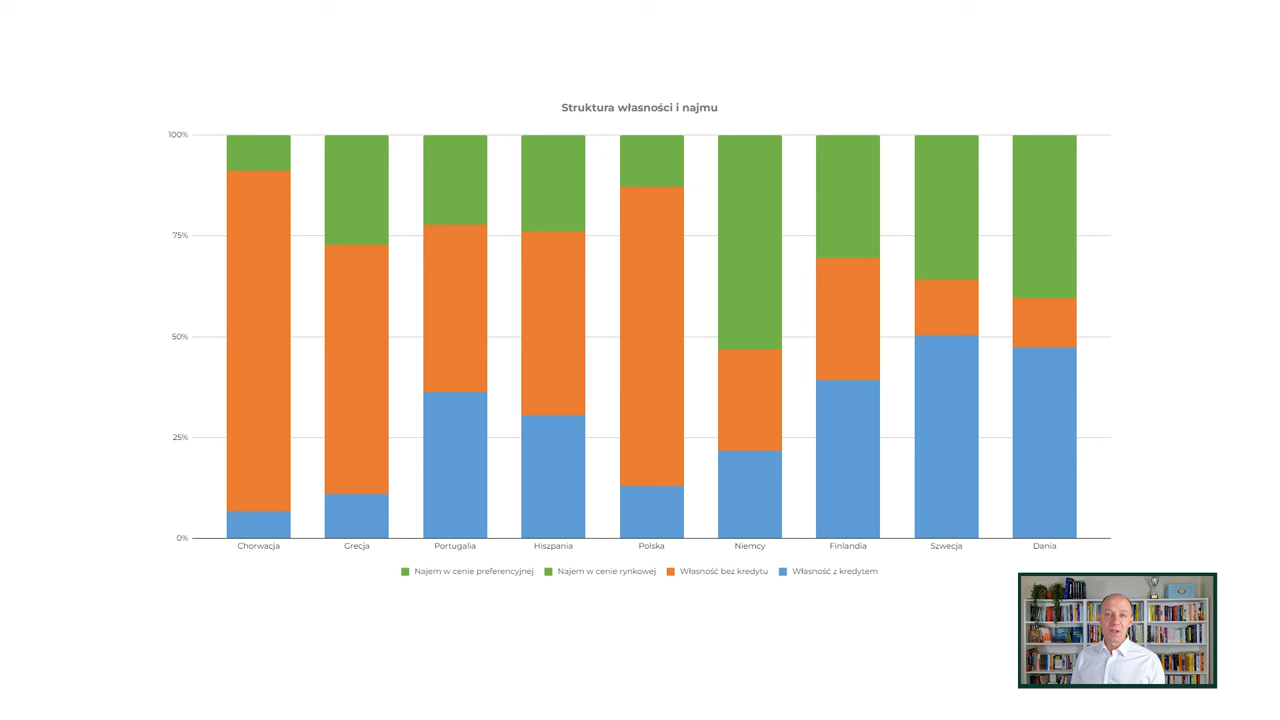 Struktura własności i najmu
100%
75%
50%
25%
0%
Chorwacja Grecja Portugalia Hiszpania Polska Niemcy Finlandia Szwecja Dania
Najem w cenie preferencyjnej Najem w cenie rynkowej Własność bez kredytu Własność z kredytem